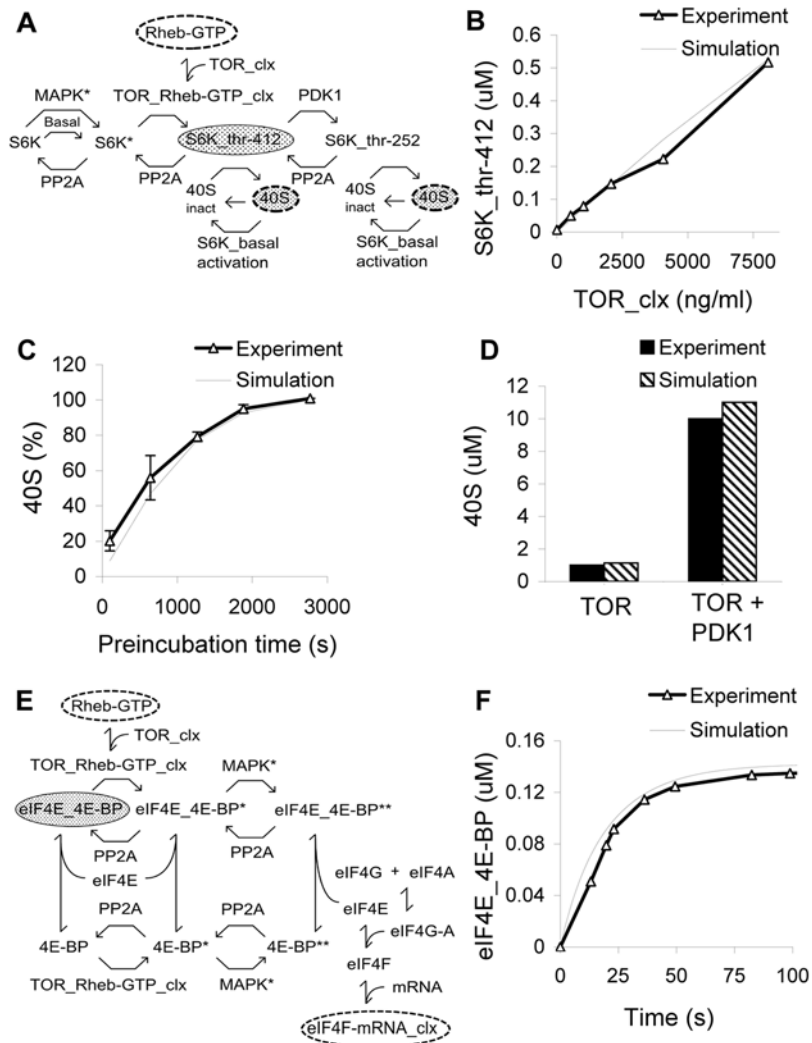 A
Rheb-GTP
TOR_clx
MAPK*
TOR_Rheb-GTP_clx
PDK1
Basal
S6K
S6K*
S6K_thr-412
S6K_thr-252
PP2A
PP2A
PP2A
40S
inact
40S
40S
inact
40S
S6K_basal
activation
S6K_basal
activation
B
Experiment
Simulation
S6K_thr-412 (uM)
0.6
0.5
0.4
0.3
0.2
0.1
0
0
2500
5000
7500
TOR_clx (ng/ml)
C
Experiment
Simulation
40S (%)
120
100
80
60
40
20
0
0
1000
2000
3000
Preincubation time (s)
D
Experiment
Simulation
40S (uM)
12
10
8
6
4
2
0
TOR
TOR +
PDK1
E
Rheb-GTP
TOR_clx
TOR_Rheb-GTP_clx
MAPK*
eIF4E_4E-BP
eIF4E_4E-BP*
eIF4E_4E-BP**
PP2A
PP2A
eIF4E
eIF4G + eIF4A
PP2A
PP2A
eIF4E
4E-BP
4E-BP*
4E-BP**
eIF4G-A
TOR_Rheb-GTP_clx
MAPK*
eIF4F
mRNA
eIF4F-mRNA_clx
F
Experiment
Simulation
eIF4E_4E-BP (uM)
0.16
0.12
0.08
0.04
0
0
25
50
75
100
Time (s)